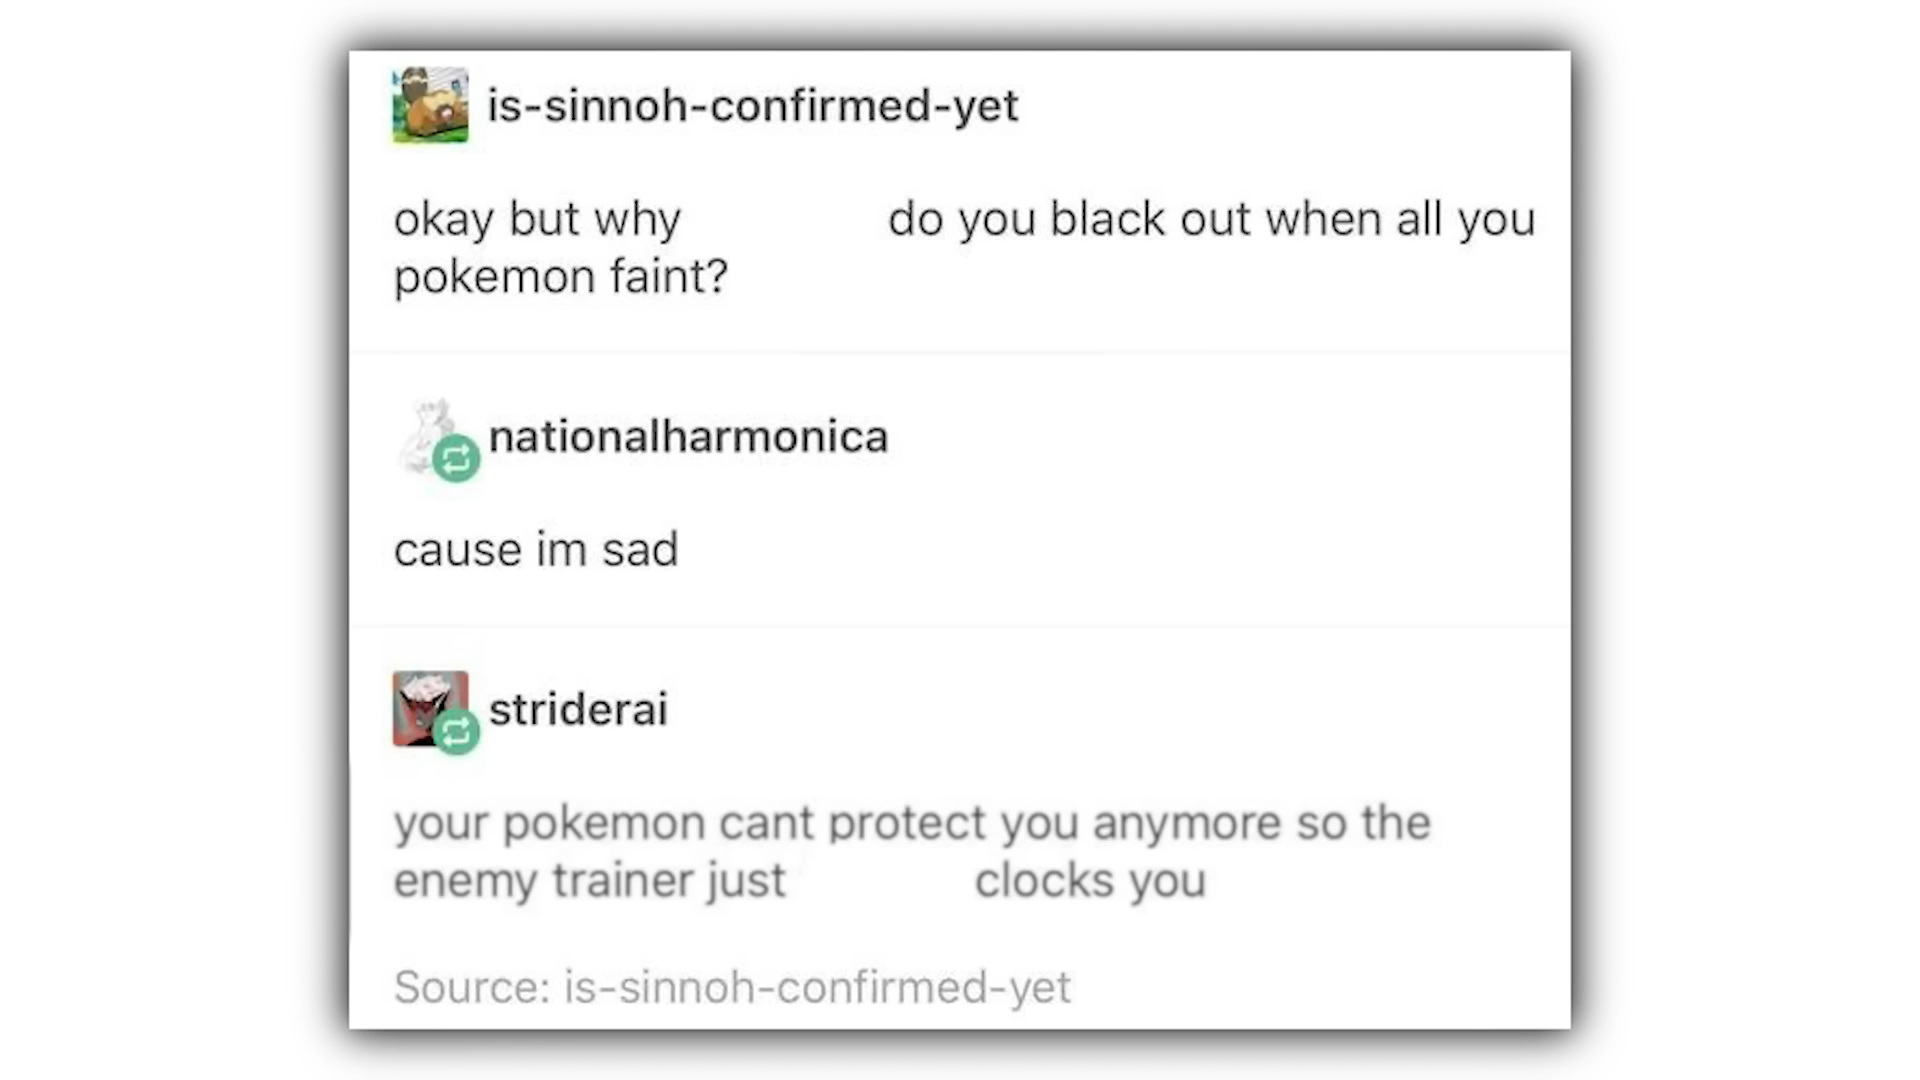 is-sinnoh-confirmed-yet
okay but why do you black out when all you
pokemon faint?
nationalharmonica
cause im sad
striderai
your pokemon cant protect you anymore so the
enemy trainer just clocks you
Source: is-sinnoh-confirmed-yet